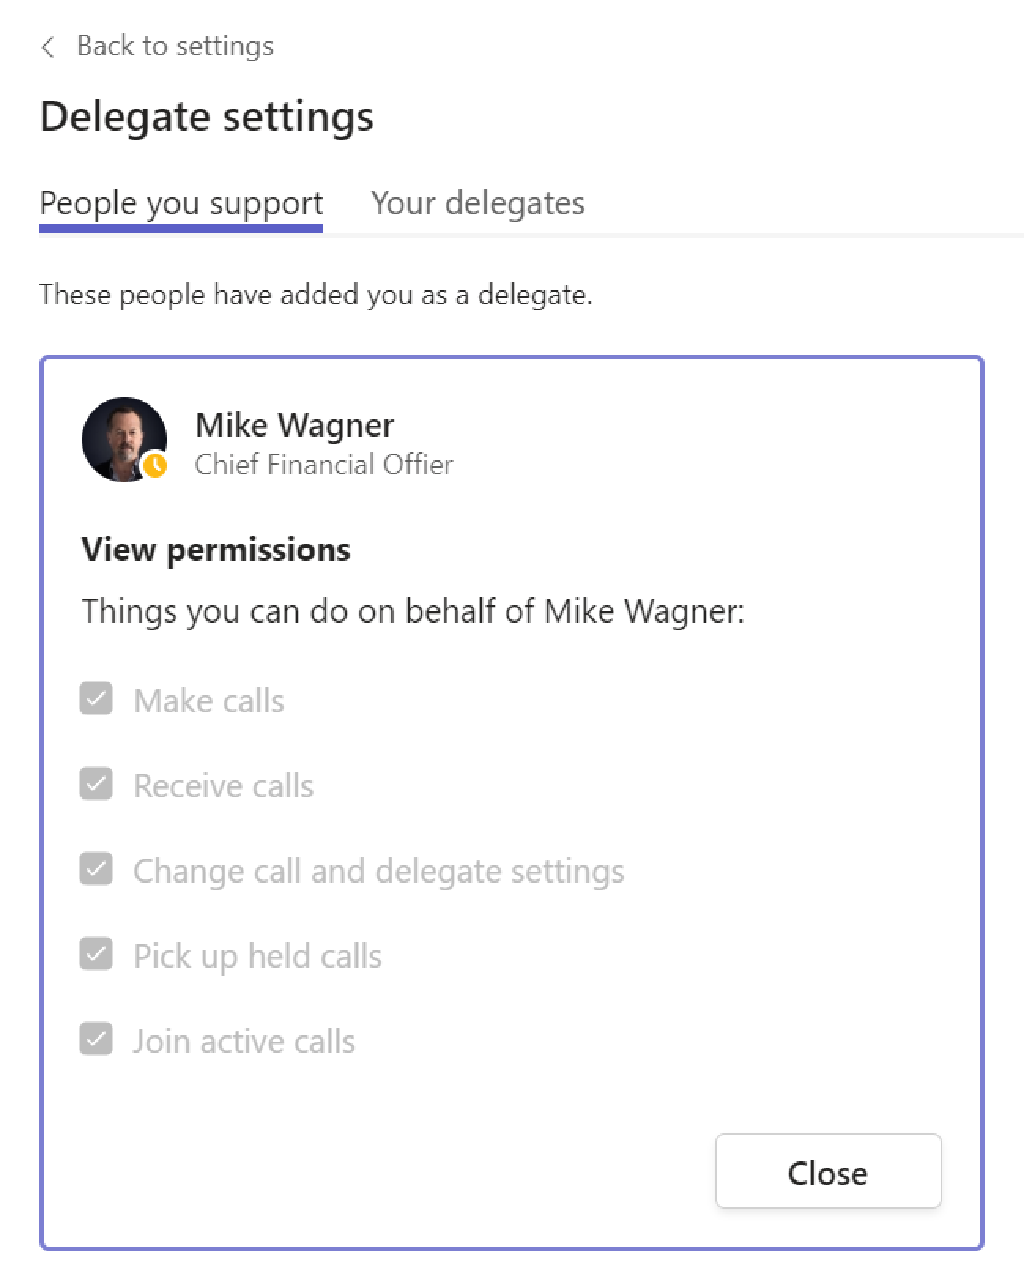 Back to settings
Delegate settings
People you support Your delegates
These people have added you as a delegate.
Mike Wagner
Chief Financial Offier
View permissions
Things you can do on behalf of Mike Wagner:
Make calls
Receive calls
Change call and delegate settings
Pick up held calls
Join active calls
Close